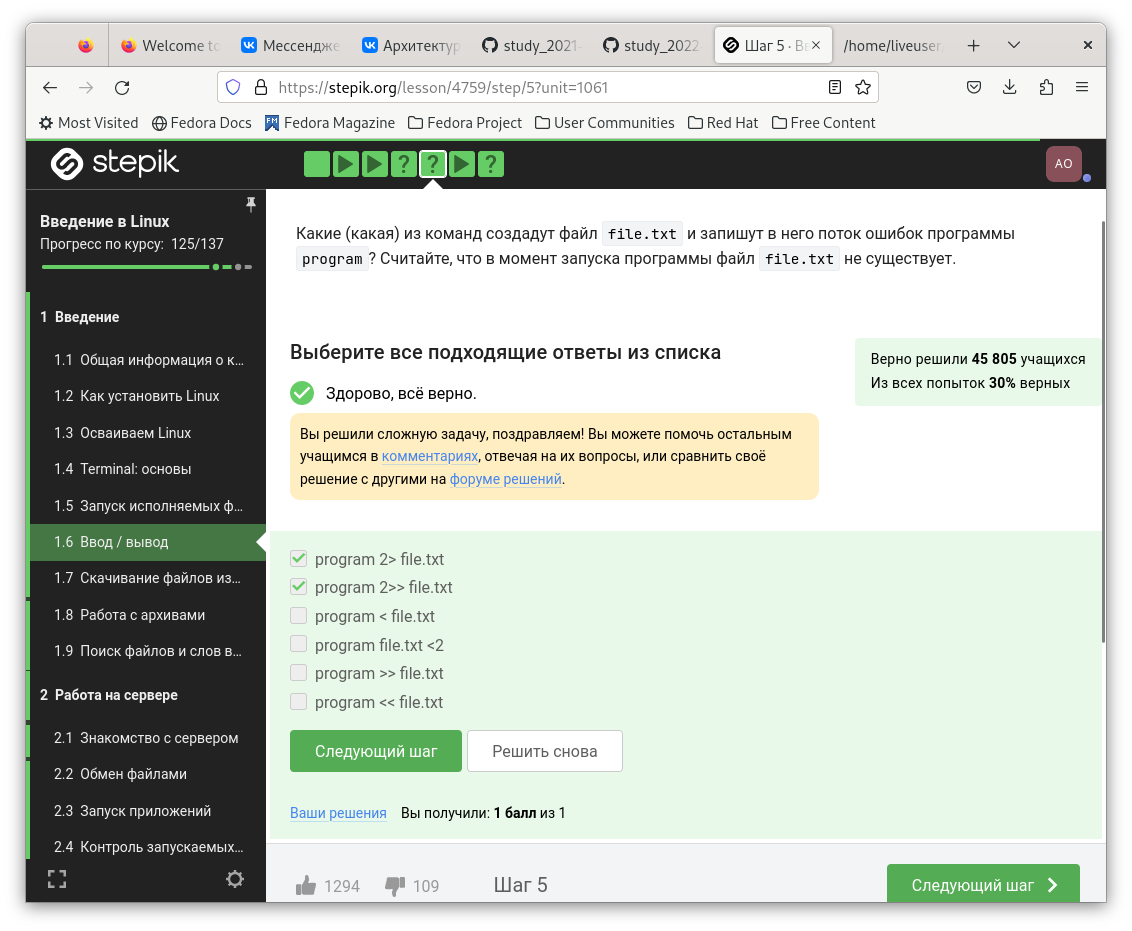 Welcome to
Мессендже
Архитектур
study_2021-
study_2022
Шаг 5 · Вв
/home/liveuser
https://stepik.org/lesson/4759/step/5?unit=1061
Most Visited
Fedora Docs
FM
Fedora Magazine
Fedora Project
User Communities
Red Hat
Free Content
stepik
?
?
?
AO
Введение в Linux
Прогресс по курсу: 125/137
1 Введение
1.1 Общая информация о к…
1.2 Как установить Linux
1.3 Осваиваем Linux
1.4 Terminal: основы
1.5 Запуск исполняемых ф…
1.6 Ввод / вывод
1.7 Скачивание файлов из…
1.8 Работа с архивами
1.9 Поиск файлов и слов в…
2 Работа на сервере
2.1 Знакомство с сервером
2.2 Обмен файлами
2.3 Запуск приложений
2.4 Контроль запускаемых…
Какие (какая) из команд создадут файл file.txt и запишут в него поток ошибок программы
program? Считайте, что в момент запуска программы файл file.txt не существует.
Выберите все подходящие ответы из списка
Верно решили 45 805 учащихся
Из всех попыток 30% верных
Здорово, всё верно.
Вы решили сложную задачу, поздравляем! Вы можете помочь остальным
учащимся в комментариях, отвечая на их вопросы, или сравнить своё
решение с другими на форуме решений.
program 2> file.txt
program 2>> file.txt
program < file.txt
program file.txt <2
program >> file.txt
program << file.txt
Следующий шаг
Решить снова
Ваши решения
Вы получили: 1 балл из 1
1294
109
Шаг 5
Следующий шаг